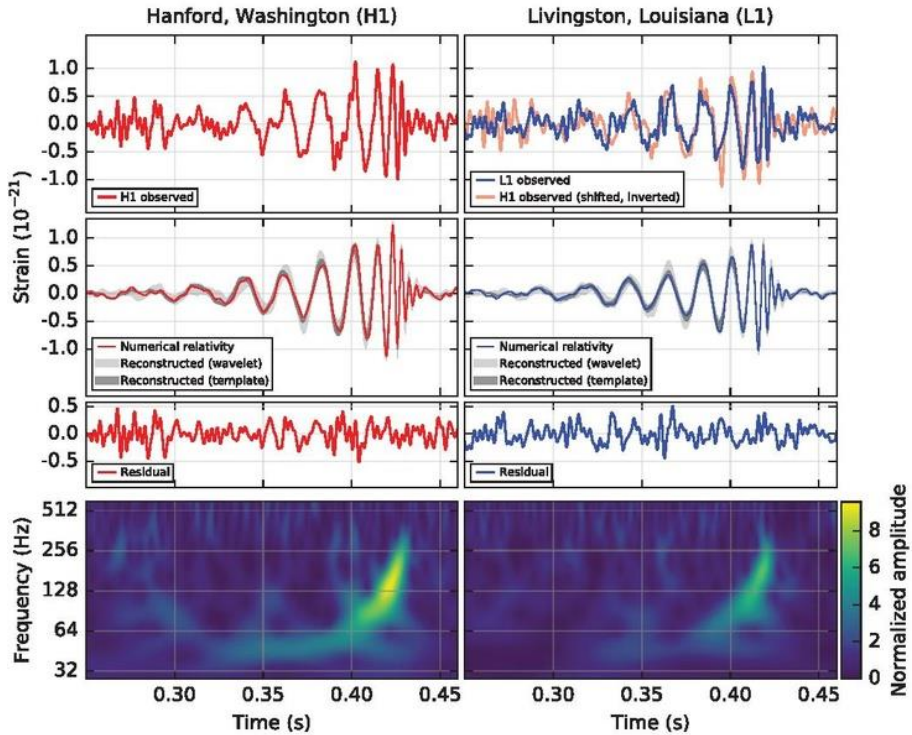 Hanford, Washington (H1)
Livingston, Louisiana (L1)
Strain (10⁻²¹)
1.0
0.5
0.0
-0.5
-1.0
H1 observed
L1 observed
H1 observed (shifted, inverted)
1.0
0.5
0.0
-0.5
-1.0
Numerical relativity
Reconstructed (wavelet)
Reconstructed (template)
Numerical relativity
Reconstructed (wavelet)
Reconstructed (template)
0.5
0.0
-0.5
Residual
Residual
Frequency (Hz)
512
256
128
64
32
Normalized amplitude
8
6
4
2
0
0.30 0.35 0.40 0.45
0.30 0.35 0.40 0.45
Time (s)
Time (s)